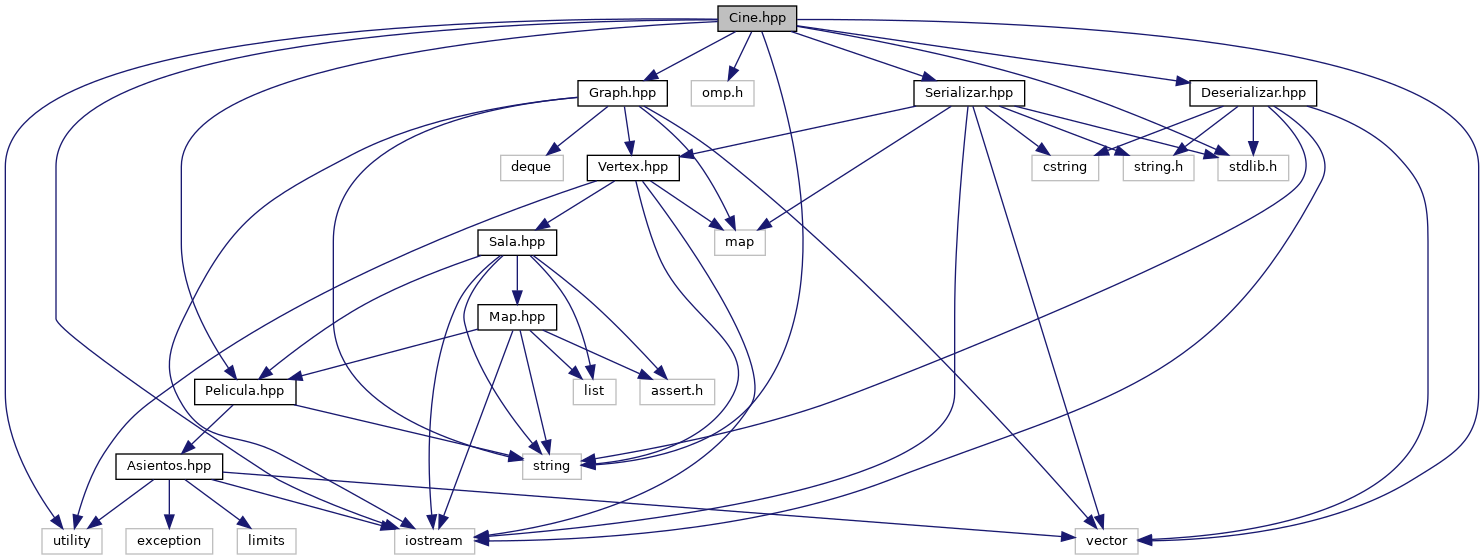 Cine.hpp
Graph.hpp
omp.h
Serializar.hpp
Deserializar.hpp
deque
Vertex.hpp
cstring
string.h
stdlib.h
Sala.hpp
map
Map.hpp
Pelicula.hpp
list
assert.h
Asientos.hpp
string
utility
exception
limits
iostream
vector